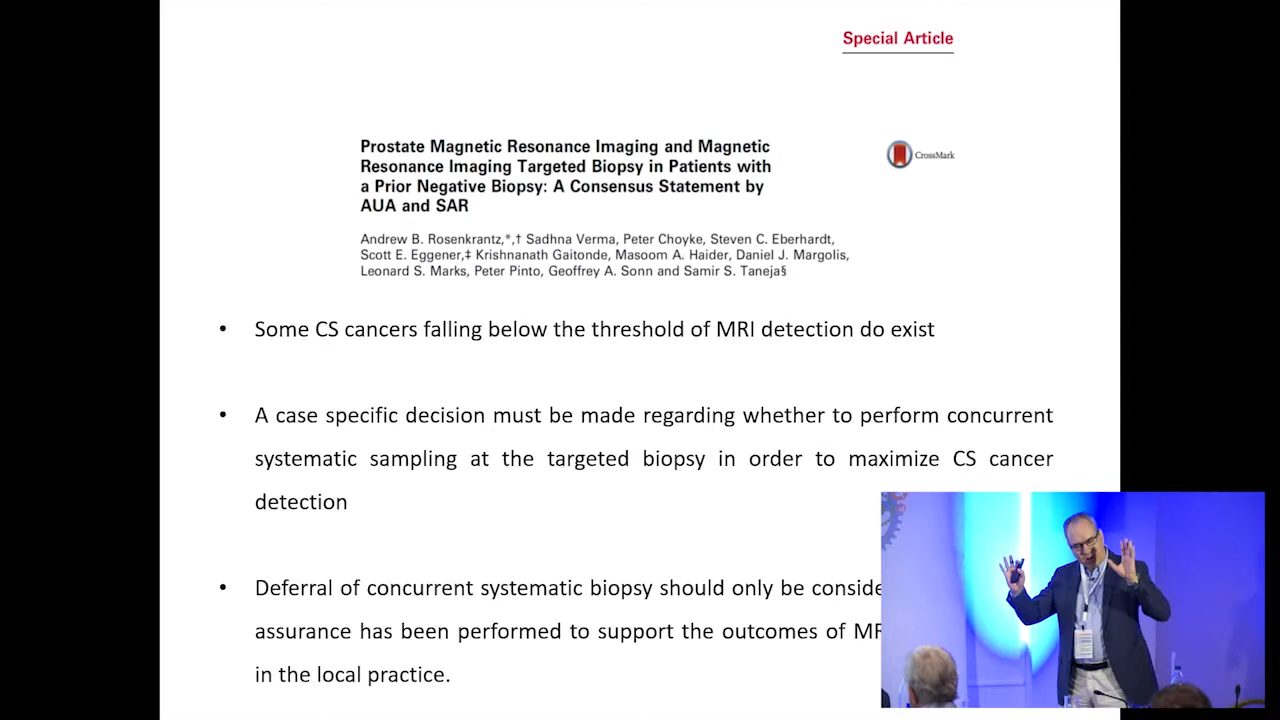 Special Article
Prostate Magnetic Resonance Imaging and Magnetic
Resonance Imaging Targeted Biopsy in Patients with
a Prior Negative Biopsy: A Consensus Statement by
AUA and SAR
CrossMark
Andrew B. Rosenkrantz,*,† Sadhna Verma, Peter Choyke, Steven C. Eberhardt,
Scott E. Eggener,‡ Krishnanath Gaitonde, Masoom A. Haider, Daniel J. Margolis,
Leonard S. Marks, Peter Pinto, Geoffrey A. Sonn and Samir S. Taneja§
• Some CS cancers falling below the threshold of MRI detection do exist
• A case specific decision must be made regarding whether to perform concurrent
systematic sampling at the targeted biopsy in order to maximize CS cancer
detection
• Deferral of concurrent systematic biopsy should only be
assurance has been performed to support the outcomes of
in the local practice.